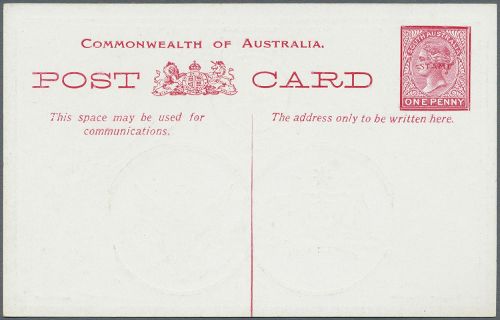 COMMONWEALTH OF AUSTRALIA.
POST CARD
SOUTH AUSTRALIA
ONE PENNY
This space may be used for
communications.
The address only to be written here.